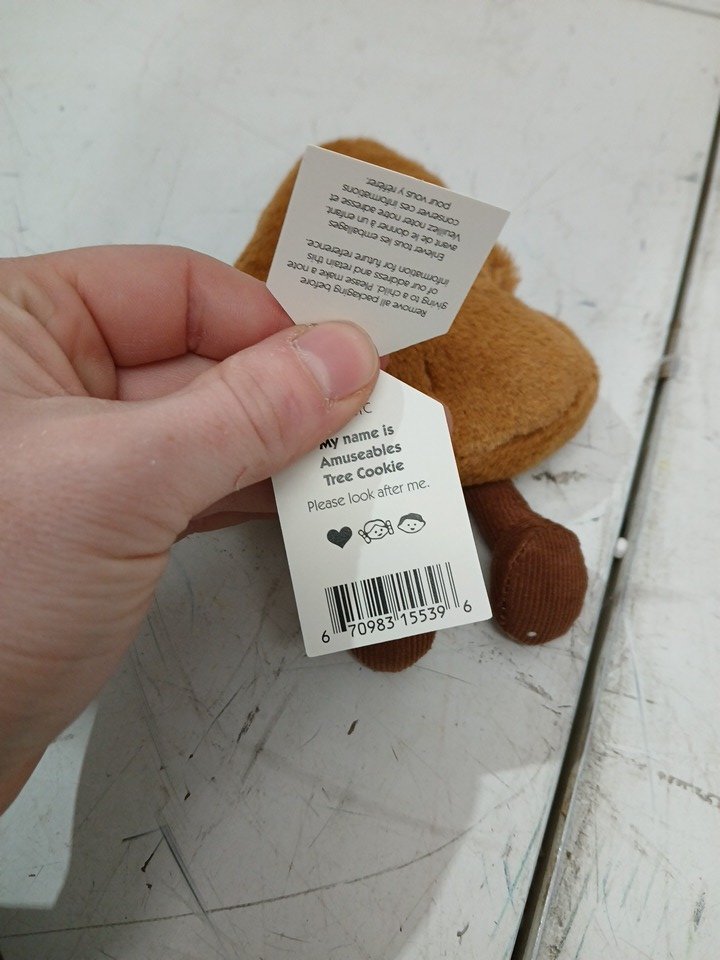 Remove all packaging before
giving to a child. Please make a note
of our address and retain this
information for future reference.
Enlever tous les emballages
avant de le donner à un enfant.
Veuillez noter notre adresse et
conserver ces informations
pour vous y référer.
My name is
Amuseables
Tree Cookie
Please look after me.
6 70983 15539 6